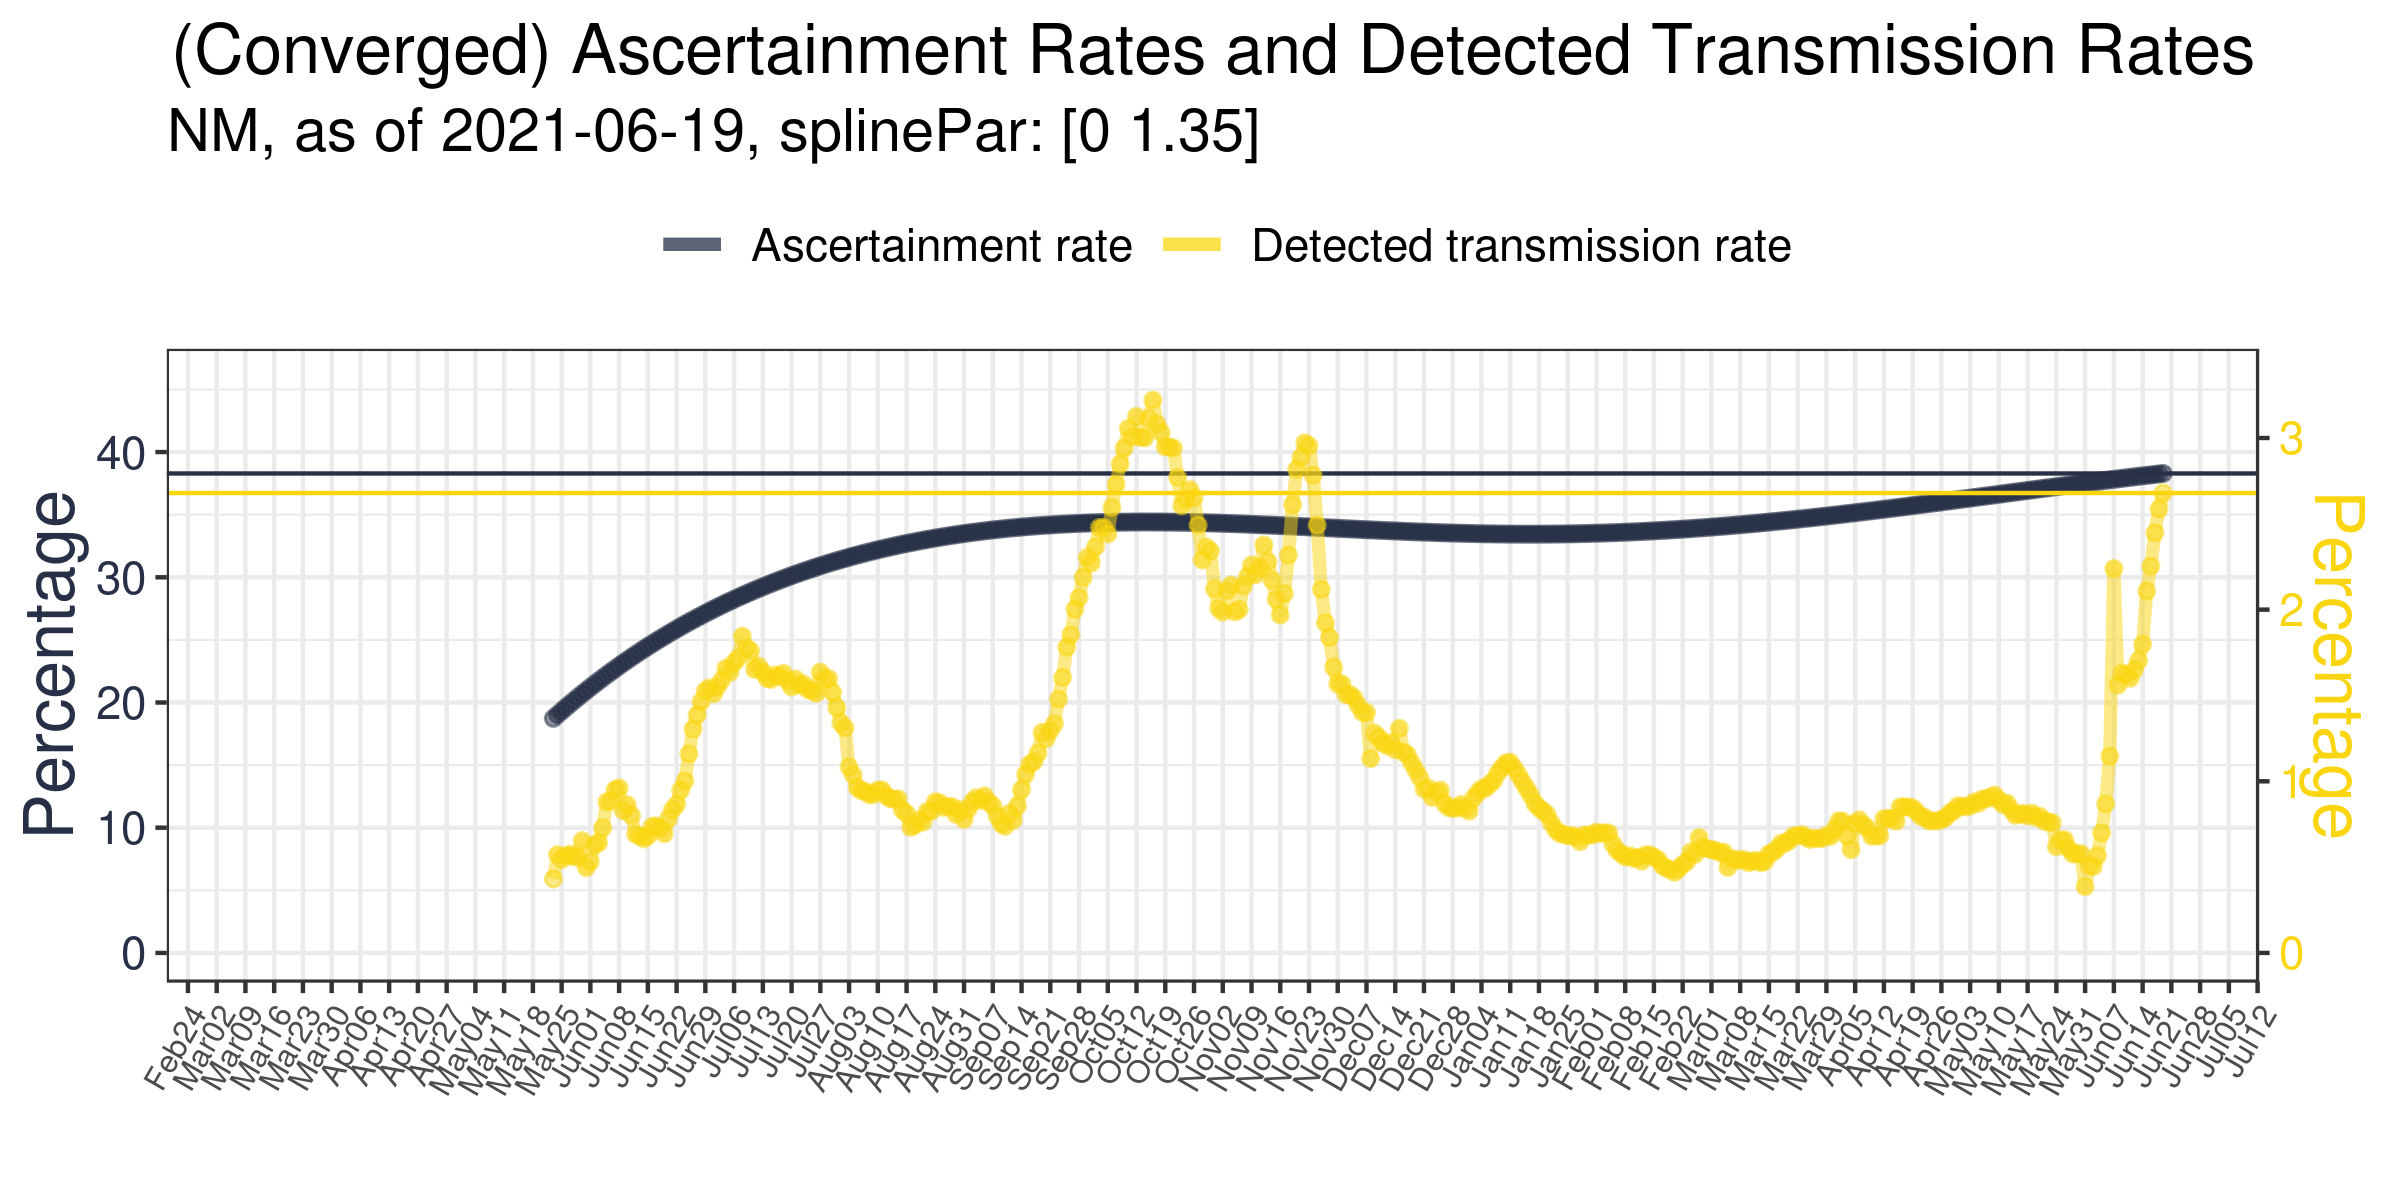 (Converged) Ascertainment Rates and Detected Transmission Rates
NM, as of 2021-06-19, splinePar: [0 1.35]
Ascertainment rate
Detected transmission rate
Percentage
40
30
20
10
0
3
2
1
0
Percentage
Feb24
Mar02
Mar09
Mar16
Mar23
Mar30
Apr06
Apr13
Apr20
Apr27
May04
May11
May18
May25
Jun01
Jun08
Jun15
Jun22
Jun29
Jul06
Jul13
Jul20
Jul27
Aug03
Aug10
Aug17
Aug24
Aug31
Sep07
Sep14
Sep21
Sep28
Oct05
Oct12
Oct19
Oct26
Nov02
Nov09
Nov16
Nov23
Nov30
Dec07
Dec14
Dec21
Dec28
Jan04
Jan11
Jan18
Jan25
Feb01
Feb08
Feb15
Feb22
Mar01
Mar08
Mar15
Mar22
Mar29
Apr05
Apr12
Apr19
Apr26
May03
May10
May17
May24
May31
Jun07
Jun14
Jun21
Jun28
Jul05
Jul12